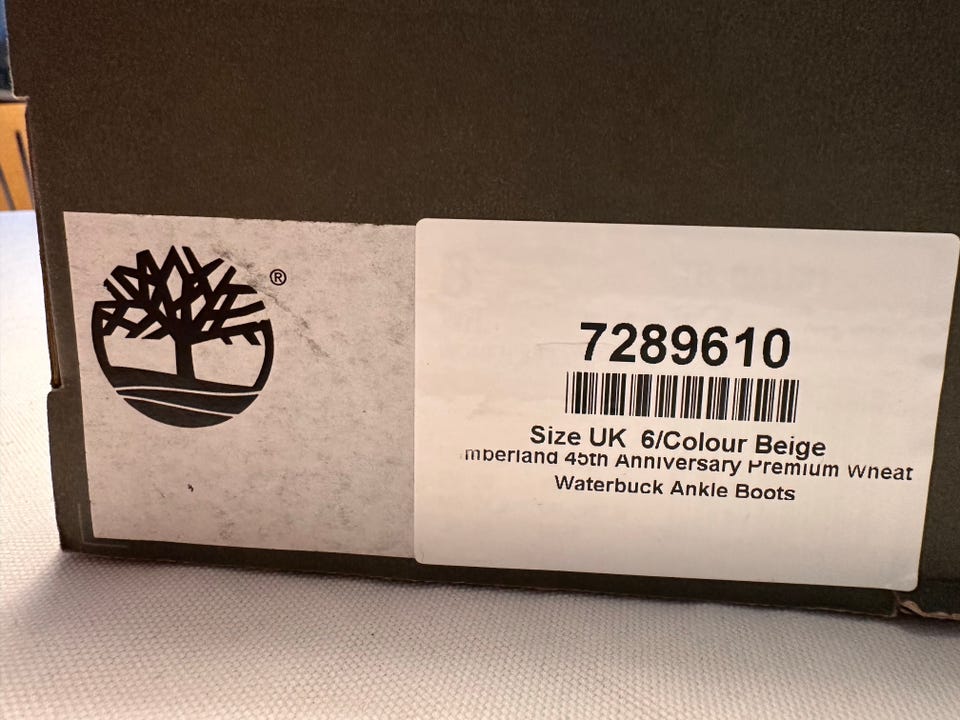 ®
7289610
Size UK 6/Colour Beige
mberland 45th Anniversary Premium Wheat
Waterbuck Ankle Boots